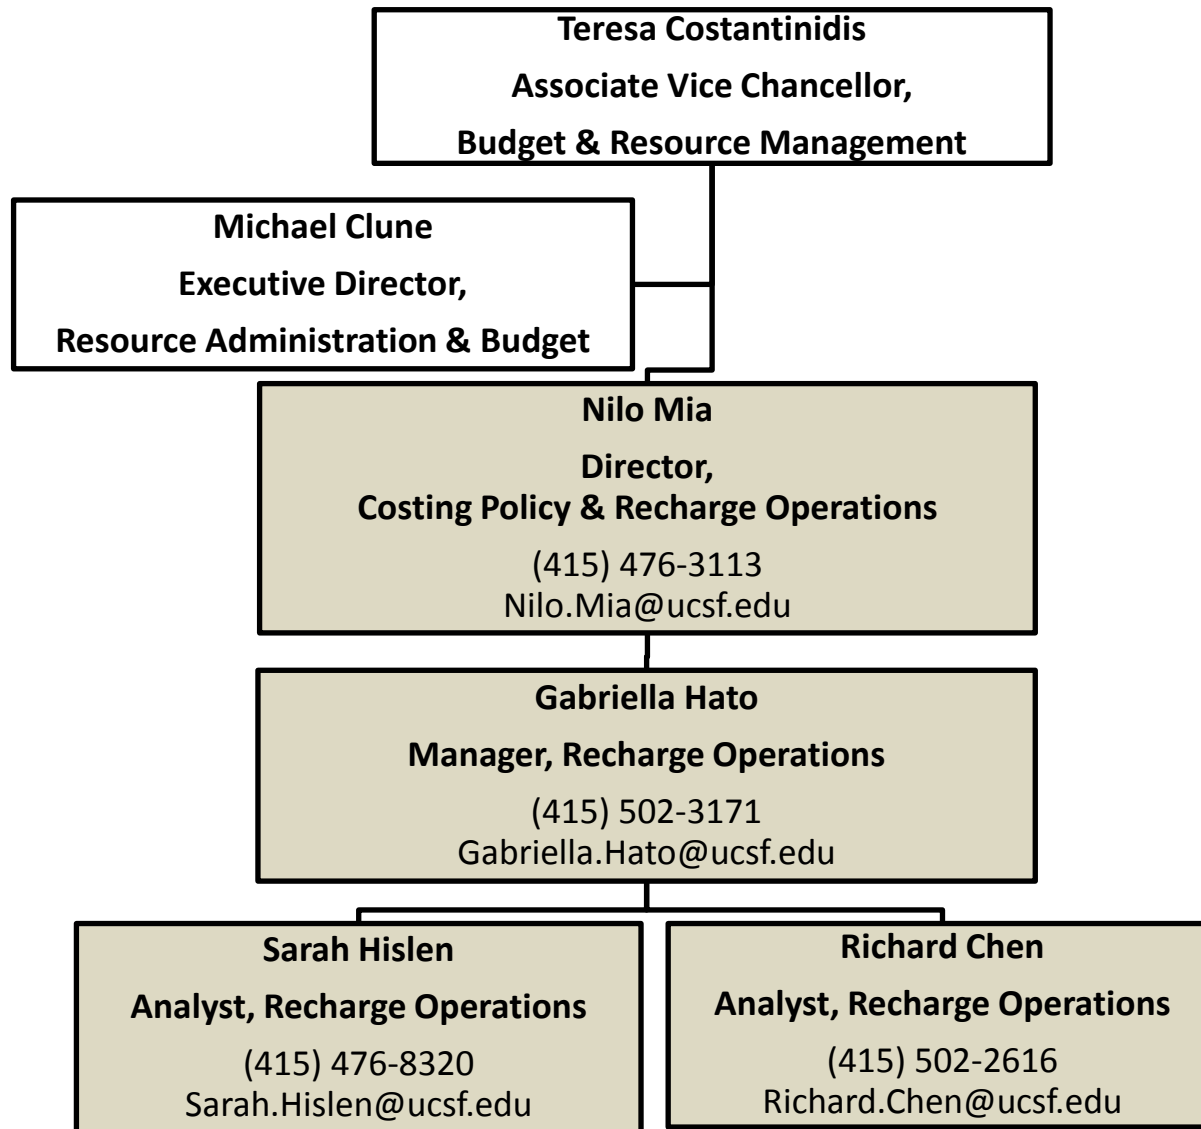 Teresa Costantinidis
Associate Vice Chancellor,
Budget & Resource Management
Michael Clune
Executive Director,
Resource Administration & Budget
Nilo Mia
Director,
Costing Policy & Recharge Operations
(415) 476-3113
Nilo.Mia@ucsf.edu
Gabriella Hato
Manager, Recharge Operations
(415) 502-3171
Gabriella.Hato@ucsf.edu
Sarah Hislen
Analyst, Recharge Operations
(415) 476-8320
Sarah.Hislen@ucsf.edu
Richard Chen
Analyst, Recharge Operations
(415) 502-2616
Richard.Chen@ucsf.edu